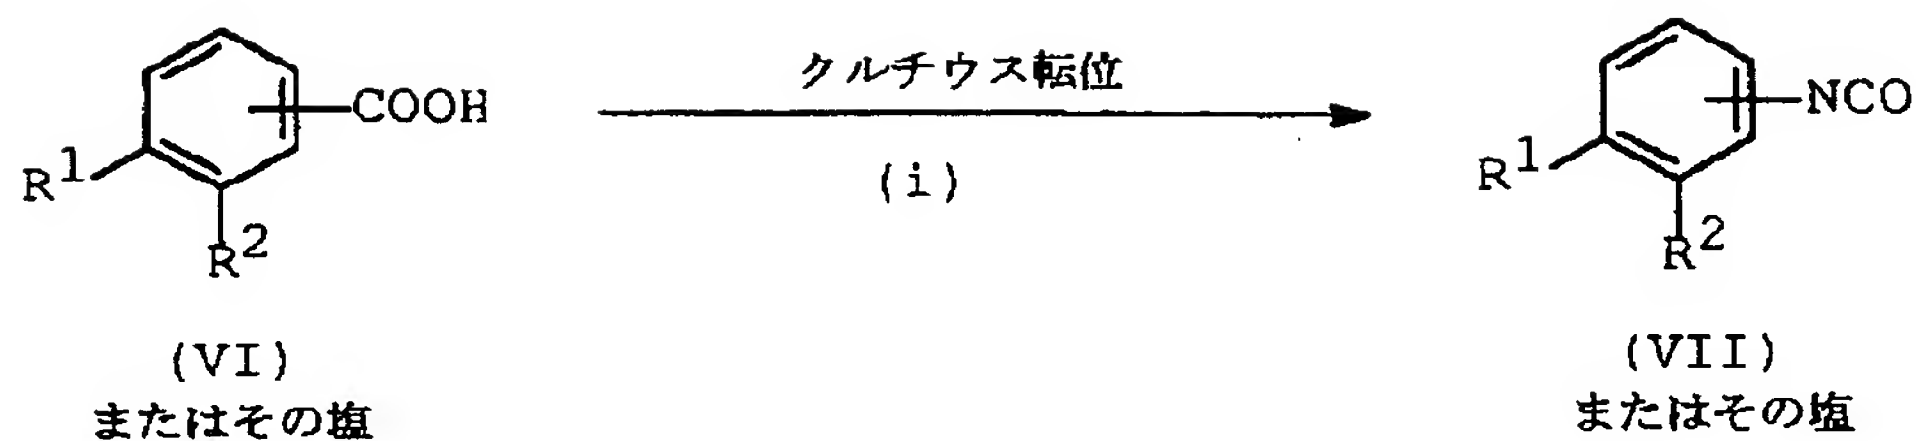 クルチウス転位
COOH
NCO
R1
R1
(i)
R2
R2
(VI)
(VII)
またはその塩
またはその塩